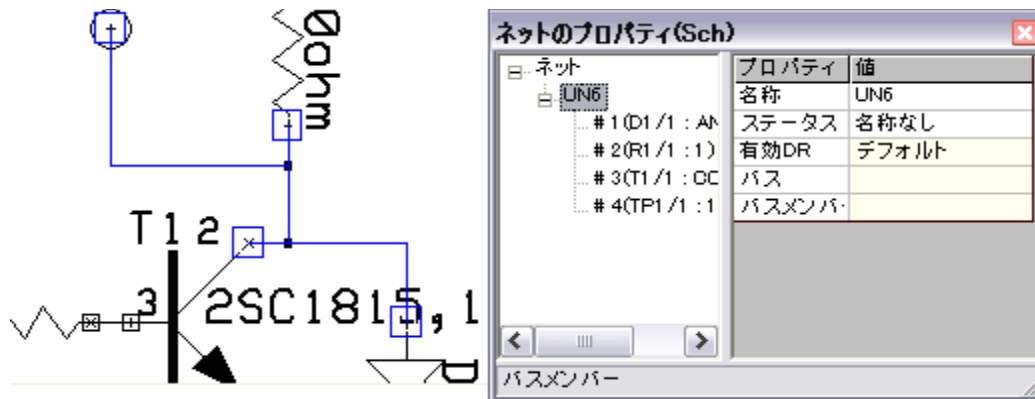 0ohm
T1 2
3
2SC1815,1
ネットのプロパティ(Sch)
ネット
UN6
#1(D1/1 : AN
#2(R1/1 : 1)
#3(T1/1 : CC
#4(TP1/1 : 1
プロパティ 値
名称 UN6
ステータス 名称なし
有効DR デフォルト
バス
バスメンバ・
バスメンバー